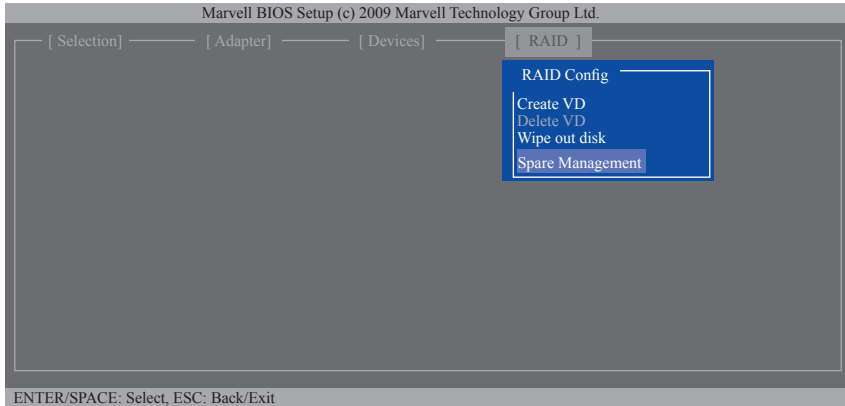 Marvell BIOS Setup (c) 2009 Marvell Technology Group Ltd.
[ Selection] [ Adapter] [ Devices] [ RAID ]
RAID Config
Create VD
Delete VD
Wipe out disk
Spare Management
ENTER/SPACE: Select, ESC: Back/Exit